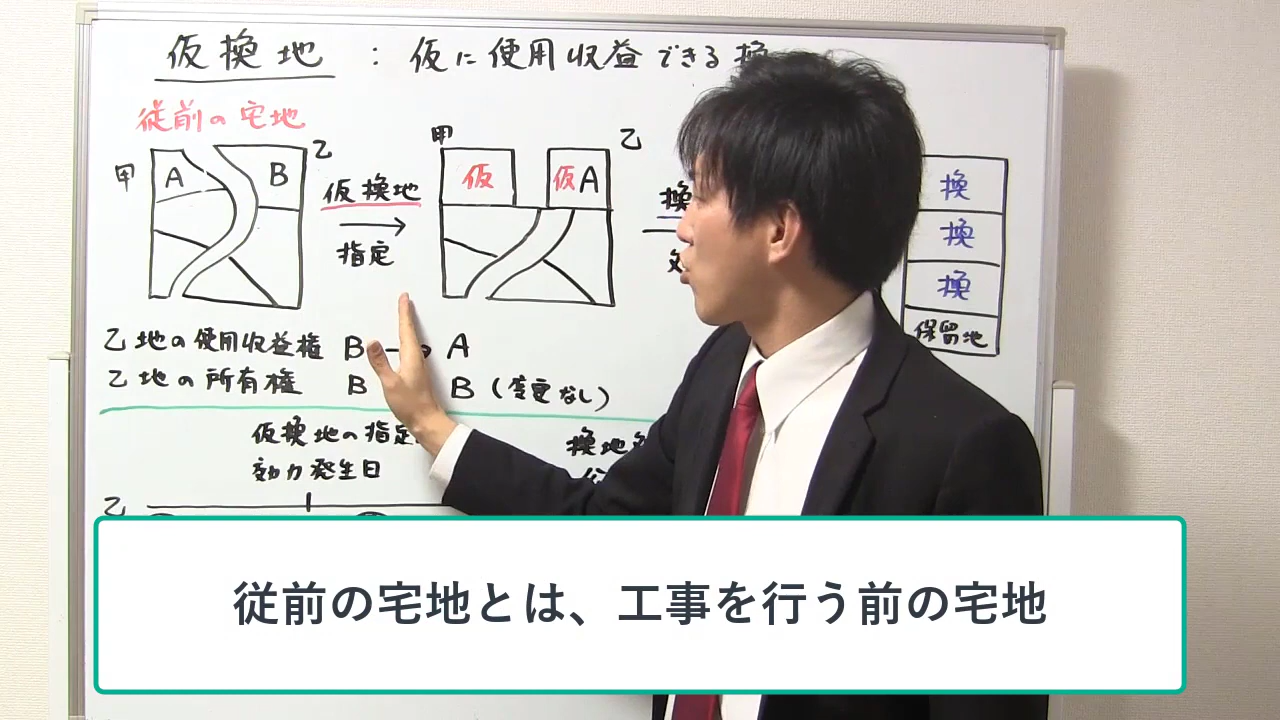 仮換地 : 仮に使用収益できる換
従前の宅地
甲 A B 乙
仮換地
指定
甲 仮 仮A 乙
換
換
換
換
保留地
乙地の使用収益権 B → A
乙地の所有権 B B (変更なし)
仮換地の指定
効力発生日
換地
乙
従前の宅地とは、工事を行う前の宅地